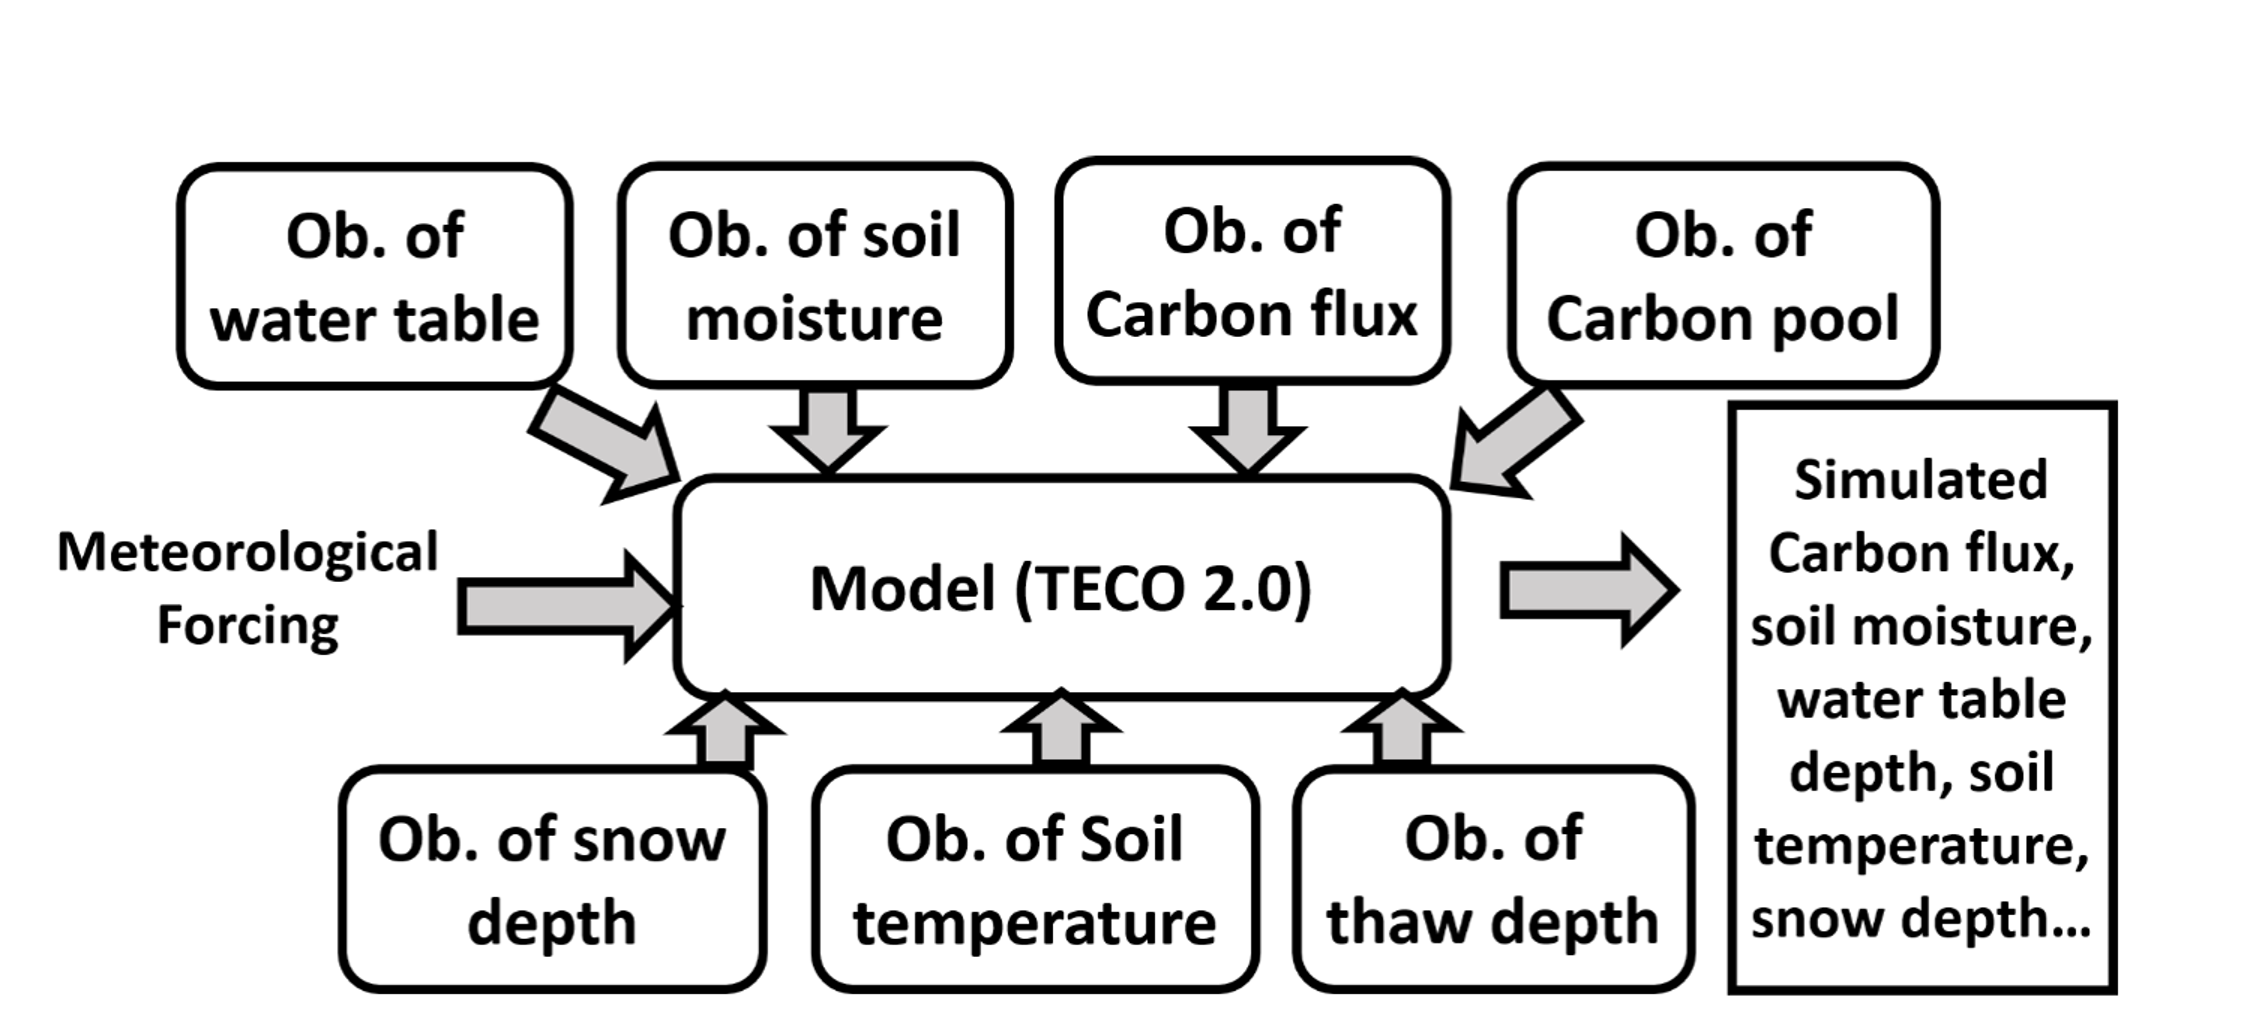 Ob. of
water table
Ob. of soil
moisture
Ob. of
Carbon flux
Ob. of
Carbon pool
Meteorological
Forcing
Model (TECO 2.0)
Simulated
Carbon flux,
soil moisture,
water table
depth, soil
temperature,
snow depth...
Ob. of snow
depth
Ob. of Soil
temperature
Ob. of
thaw depth